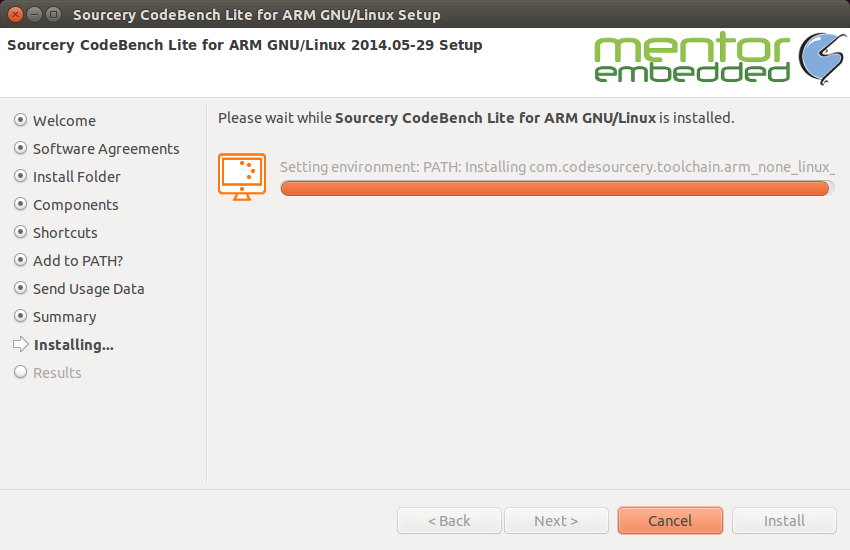 Sourcery CodeBench Lite for ARM GNU/Linux Setup
Sourcery CodeBench Lite for ARM GNU/Linux 2014.05-29 Setup
mentor
embedded
Welcome
Software Agreements
Install Folder
Components
Shortcuts
Add to PATH?
Send Usage Data
Summary
Installing...
Results
Please wait while Sourcery CodeBench Lite for ARM GNU/Linux is installed.
Setting environment: PATH: Installing com.codesourcery.toolchain.arm_none_linux_
< Back
Next >
Cancel
Install